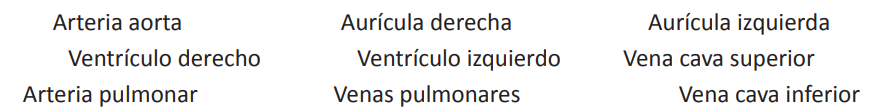 Arteria aorta Aurícula derecha Aurícula izquierda
Ventrículo derecho Ventrículo izquierdo Vena cava superior
Arteria pulmonar Venas pulmonares Vena cava inferior